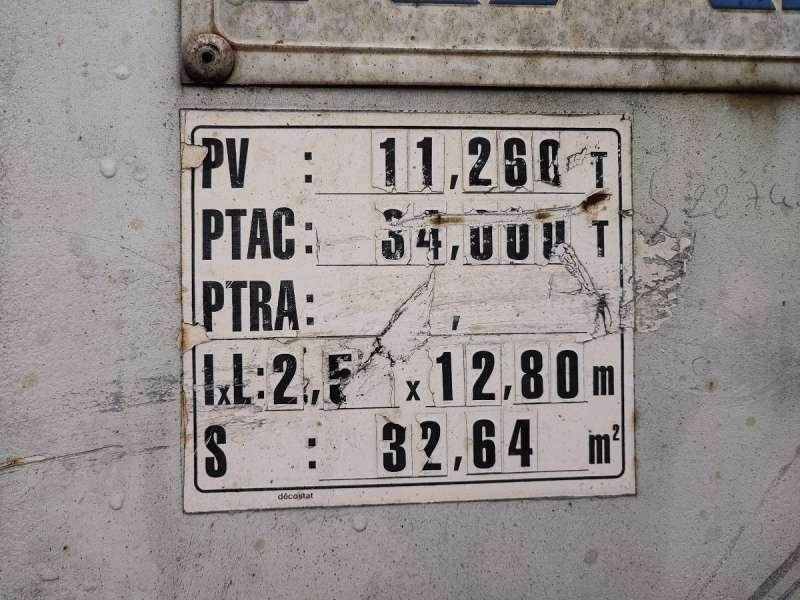 PV : 11,260 T
PTAC: 34,000 T
PTRA: ,
lxL: 2,5 x 12,80 m
S : 32,64 m²
décostat